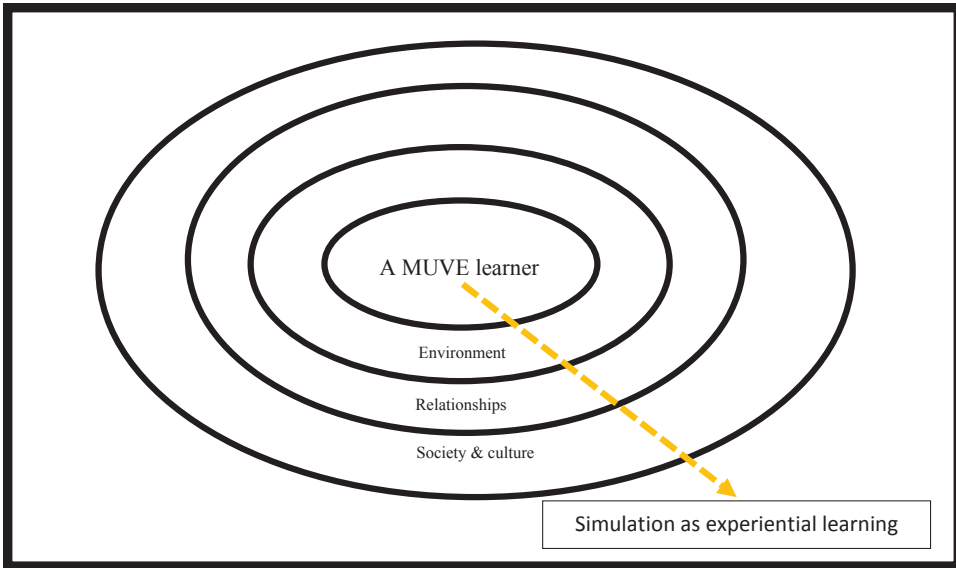 A MUVE learner
Environment
Relationships
Society & culture
Simulation as experiential learning